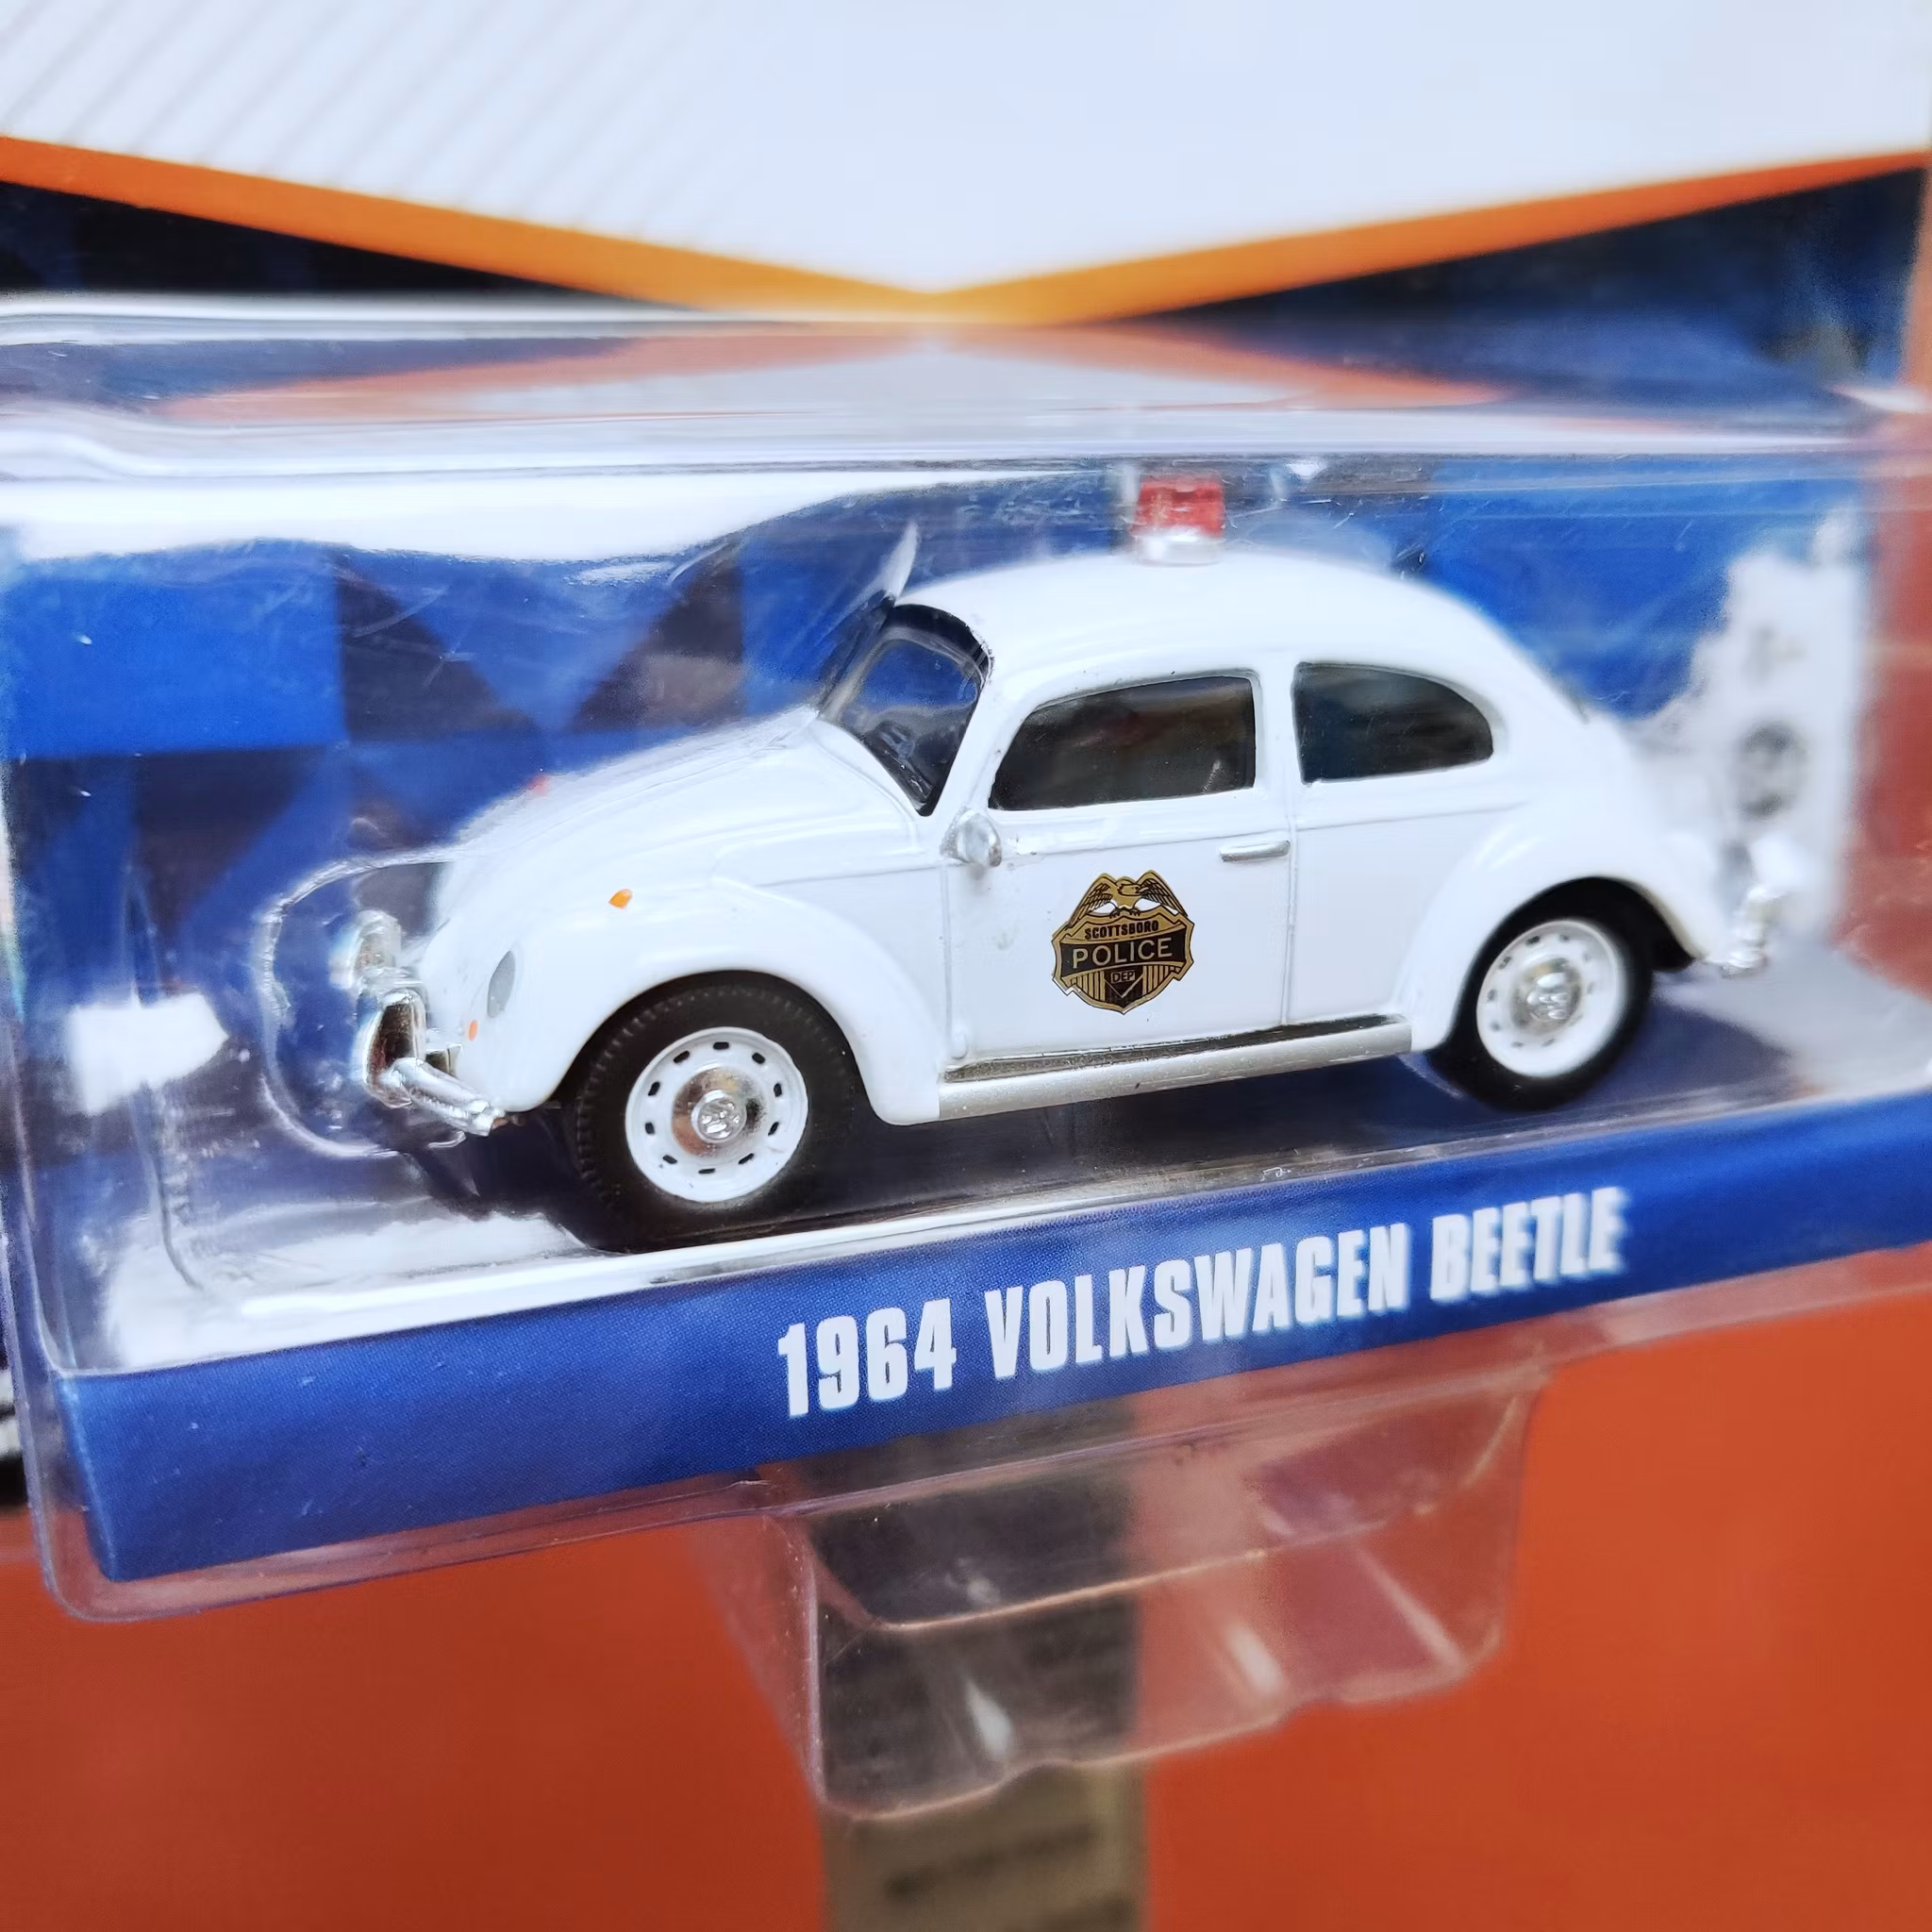 SCOTTSBORO
POLICE
DEP
1964 VOLKSWAGEN BEETLE